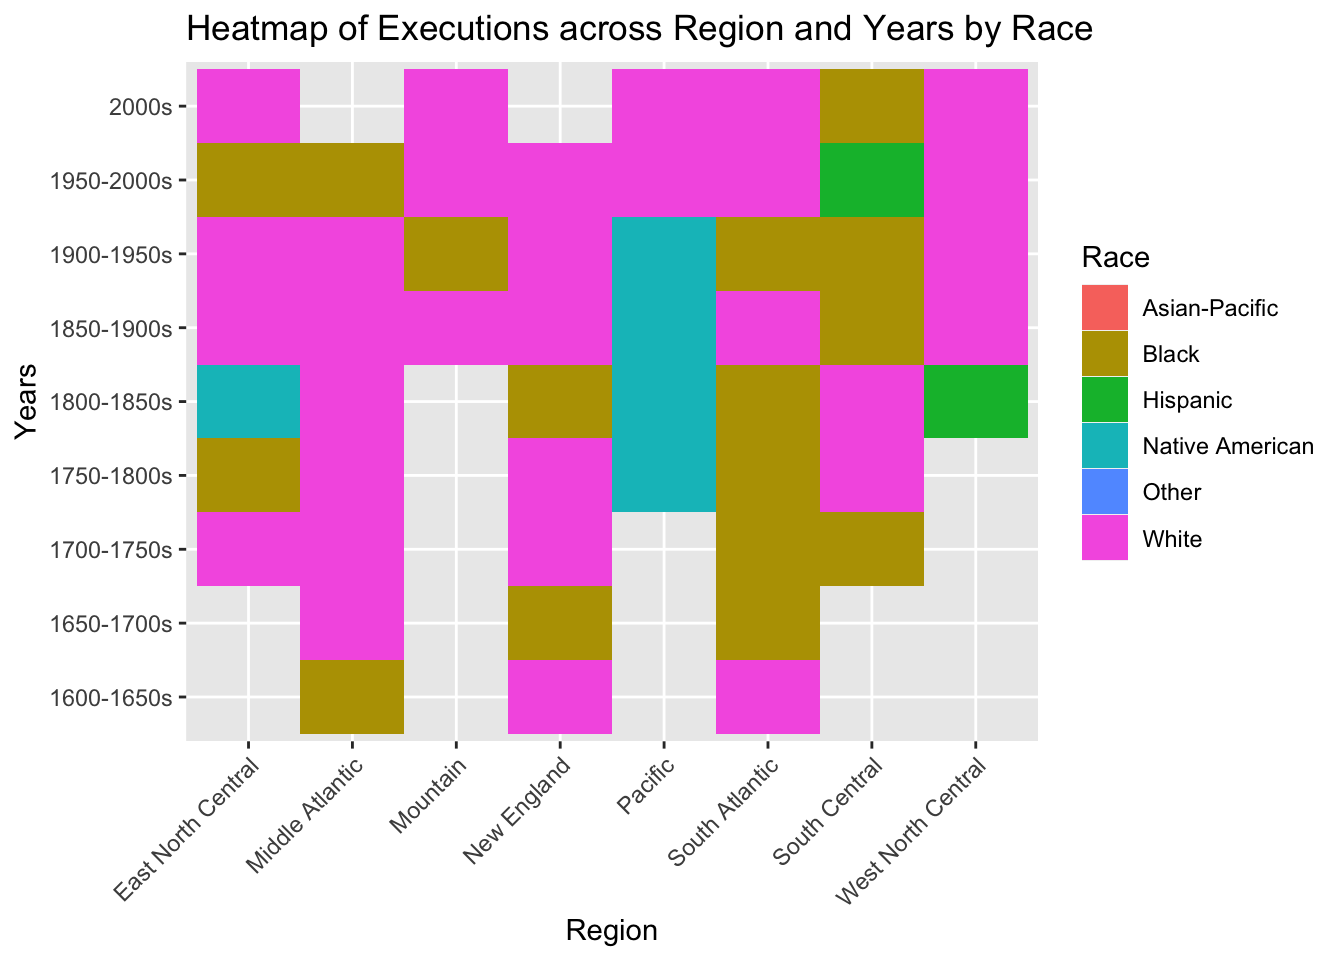 Heatmap of Executions across Region and Years by Race
Years
2000s
1950-2000s
1900-1950s
1850-1900s
1800-1850s
1750-1800s
1700-1750s
1650-1700s
1600-1650s
East North Central
Middle Atlantic
Mountain
New England
Pacific
South Atlantic
South Central
West North Central
Region
Race
Asian-Pacific
Black
Hispanic
Native American
Other
White